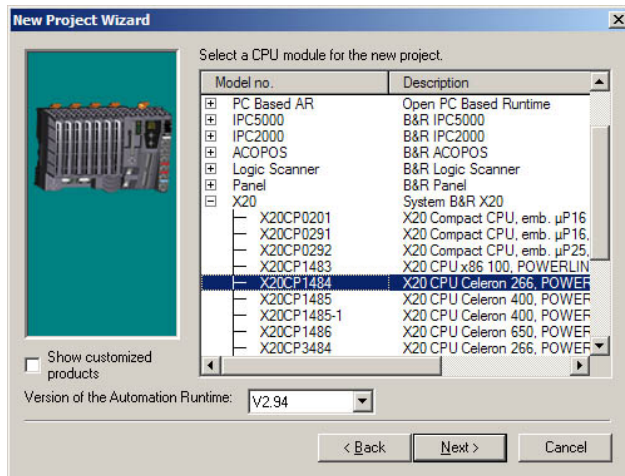 New Project Wizard
Select a CPU module for the new project.
Model no. Description
PC Based AR Open PC Based Runtime
IPC5000 B&R IPC5000
IPC2000 B&R IPC2000
ACOPOS B&R ACOPOS
Logic Scanner B&R Logic Scanner
Panel B&R Panel
X20 System B&R X20
X20CP0201 X20 Compact CPU, emb. µP16
X20CP0291 X20 Compact CPU, emb. µP16,
X20CP0292 X20 Compact CPU, emb. µP25,
X20CP1483 X20 CPU x86 100, POWERLIN
X20CP1484 X20 CPU Celeron 266, POWER
X20CP1485 X20 CPU Celeron 400, POWER
X20CP1485-1 X20 CPU Celeron 400, POWER
X20CP1486 X20 CPU Celeron 650, POWER
X20CP3484 X20 CPU Celeron 266, POWER
Show customized
products
Version of the Automation Runtime: V2.94
< Back Next > Cancel